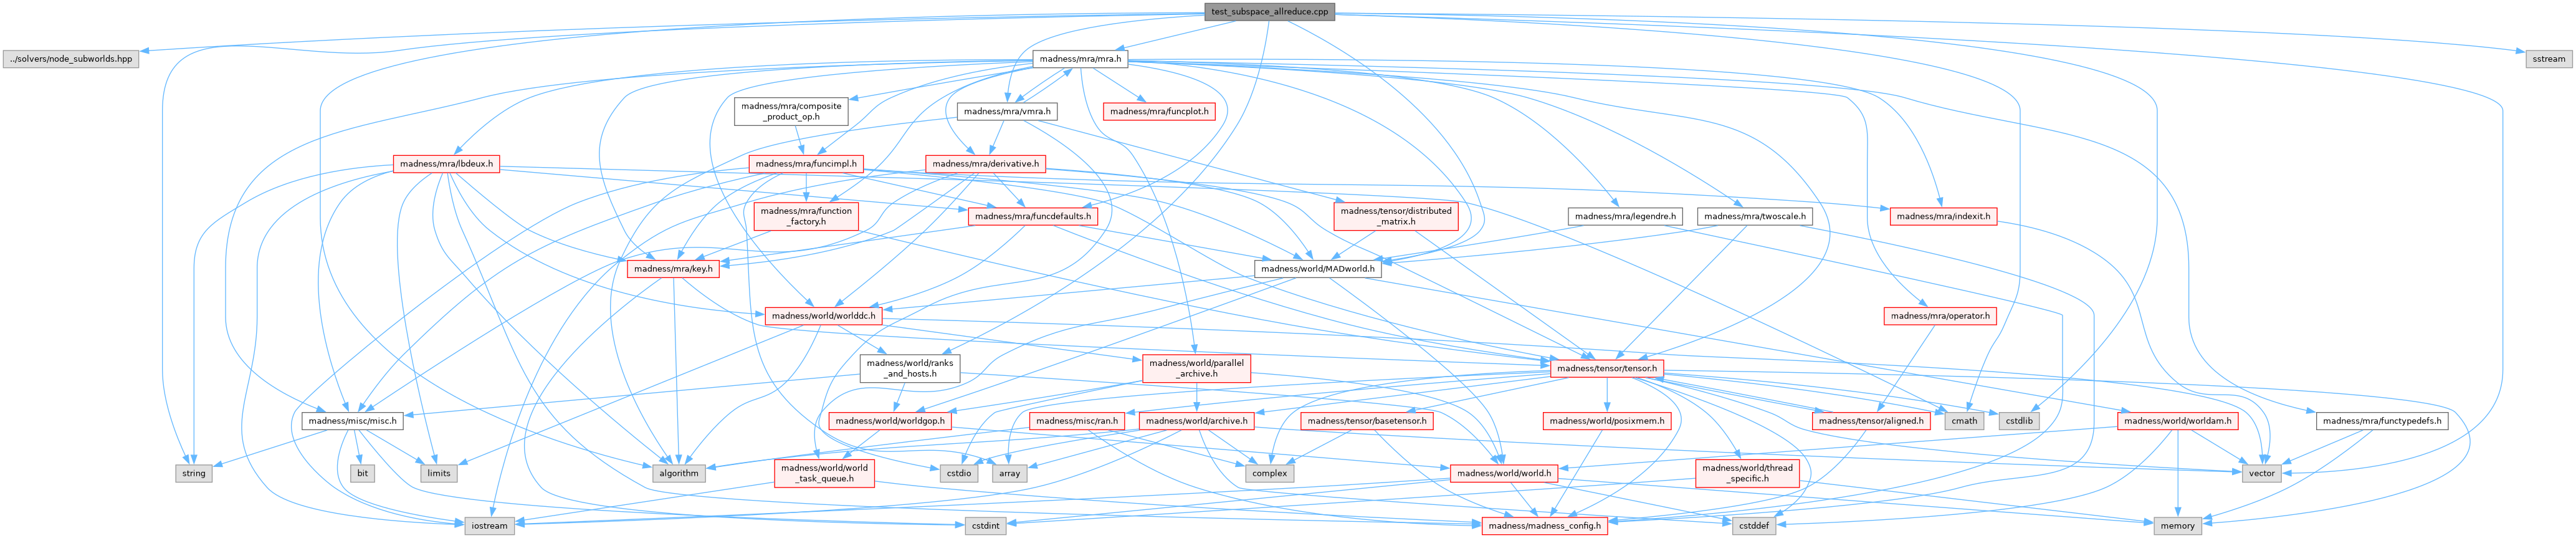 test_subspace_allreduce.cpp
../solvers/node_subworlds.hpp
madness/mra/mra.h
sstream
madness/mra/composite
_product_op.h
madness/mra/vmra.h
madness/mra/funcplot.h
madness/mra/lbdeux.h
madness/mra/funcimpl.h
madness/mra/derivative.h
madness/mra/function
_factory.h
madness/mra/funcdefaults.h
madness/tensor/distributed
_matrix.h
madness/mra/legendre.h
madness/mra/twoscale.h
madness/mra/indexit.h
madness/mra/key.h
madness/world/MADworld.h
madness/world/worlddc.h
madness/mra/operator.h
madness/world/ranks
_and_hosts.h
madness/world/parallel
_archive.h
madness/tensor/tensor.h
madness/misc/misc.h
madness/world/worldgop.h
madness/misc/ran.h
madness/world/archive.h
madness/tensor/basetensor.h
madness/world/posixmem.h
madness/tensor/aligned.h
cmath
cstdlib
madness/world/worldam.h
madness/mra/functypedefs.h
string
bit
limits
algorithm
madness/world/world
_task_queue.h
cstdio
array
complex
madness/world/world.h
madness/world/thread
_specific.h
vector
iostream
cstdint
madness/madness_config.h
cstddef
memory